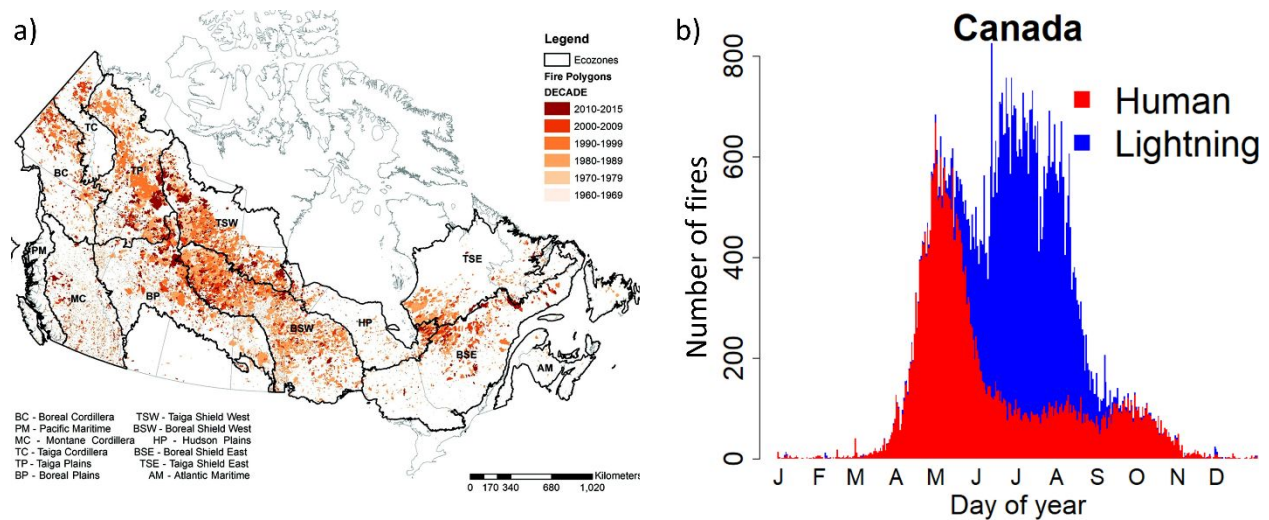 a)
Legend
Ecozones
Fire Polygons
DECADE
2010-2015
2000-2009
1990-1999
1980-1989
1970-1979
1960-1969
TC
BC
TP
TSW
PM
MC
BP
BSW
HP
TSE
BSE
AM
BC - Boreal Cordillera TSW - Taiga Shield West
PM - Pacific Maritime BSW - Boreal Shield West
MC - Montane Cordillera HP - Hudson Plains
TC - Taiga Cordillera BSE - Boreal Shield East
TP - Taiga Plains TSE - Taiga Shield East
BP - Boreal Plains AM - Atlantic Maritime
Kilometers
0 170 340 680 1,020
b)
Canada
Human
Lightning
Number of fires
800
600
400
200
0
J F M A M J J A S O N D
Day of year